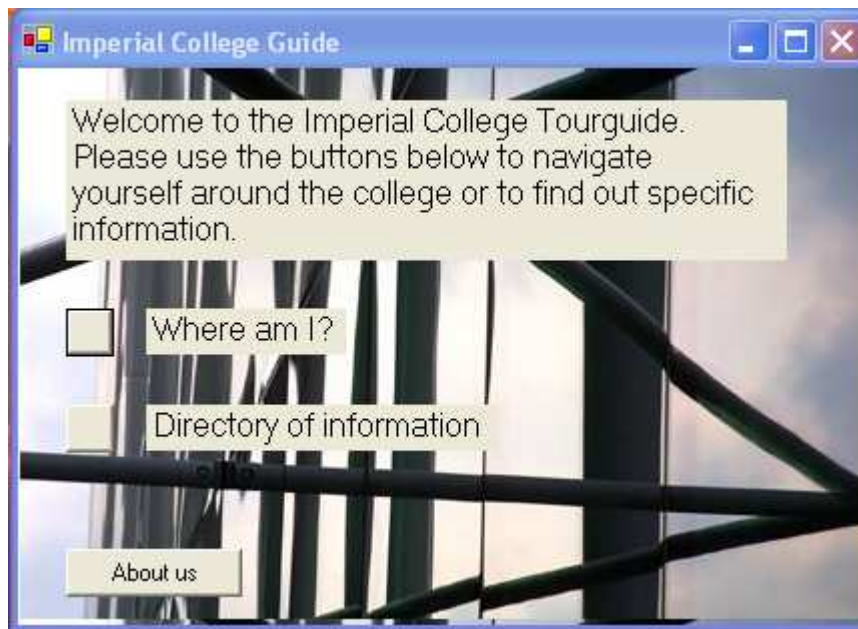 Imperial College Guide
Welcome to the Imperial College Tourguide.
Please use the buttons below to navigate
yourself around the college or to find out specific
information.
Where am I?
Directory of information
About us